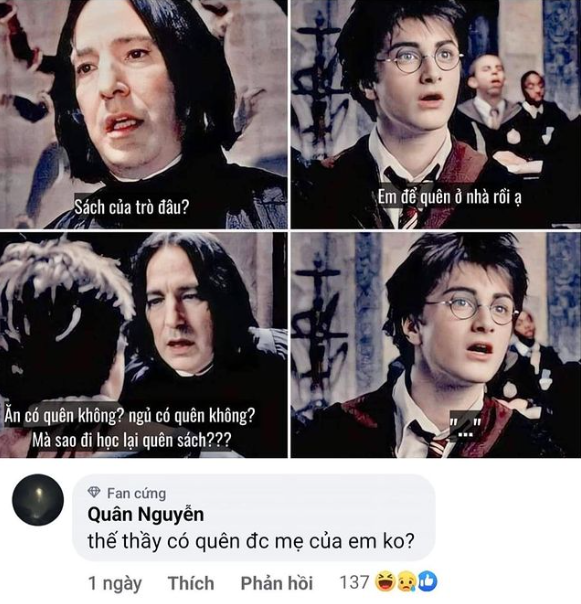 Sách của trò đâu?
Em để quên ở nhà rồi ạ
Ăn có quên không? ngủ có quên không?
Mà sao đi học lại quên sách???
"..."
Fan cứng
Quân Nguyễn
thế thầy có quên đc mẹ của em ko?
1 ngày Thích Phản hồi 137